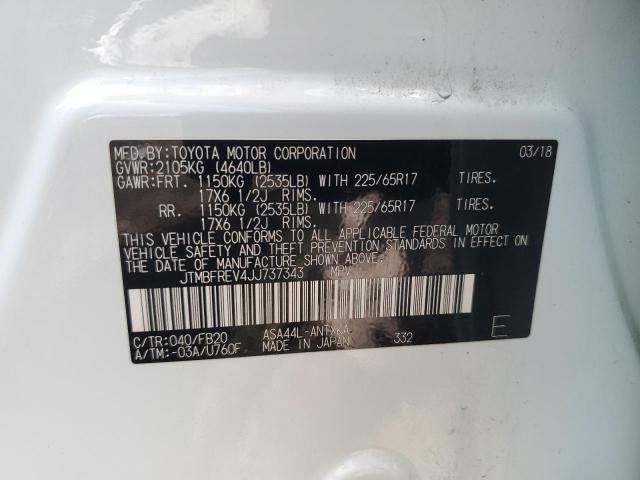 MFD. BY: TOYOTA MOTOR CORPORATION 03/18
GVWR: 2105KG (4640LB)
GAWR: FRT. 1150KG (2535LB) WITH 225/65R17 TIRES.
17X6 1/2J RIMS.
RR. 1150KG (2535LB) WITH 225/65R17 TIRES.
17X6 1/2J RIMS.
THIS VEHICLE CONFORMS TO ALL APPLICABLE FEDERAL MOTOR
VEHICLE SAFETY AND THEFT PREVENTION STANDARDS IN EFFECT ON
THE DATE OF MANUFACTURE SHOWN ABOVE.
JTMBFREV4JJ737343 MPV
C/TR: 040/FB20 ASA44L-ANTXKA
A/TM: -03A/U760F MADE IN JAPAN 332 E